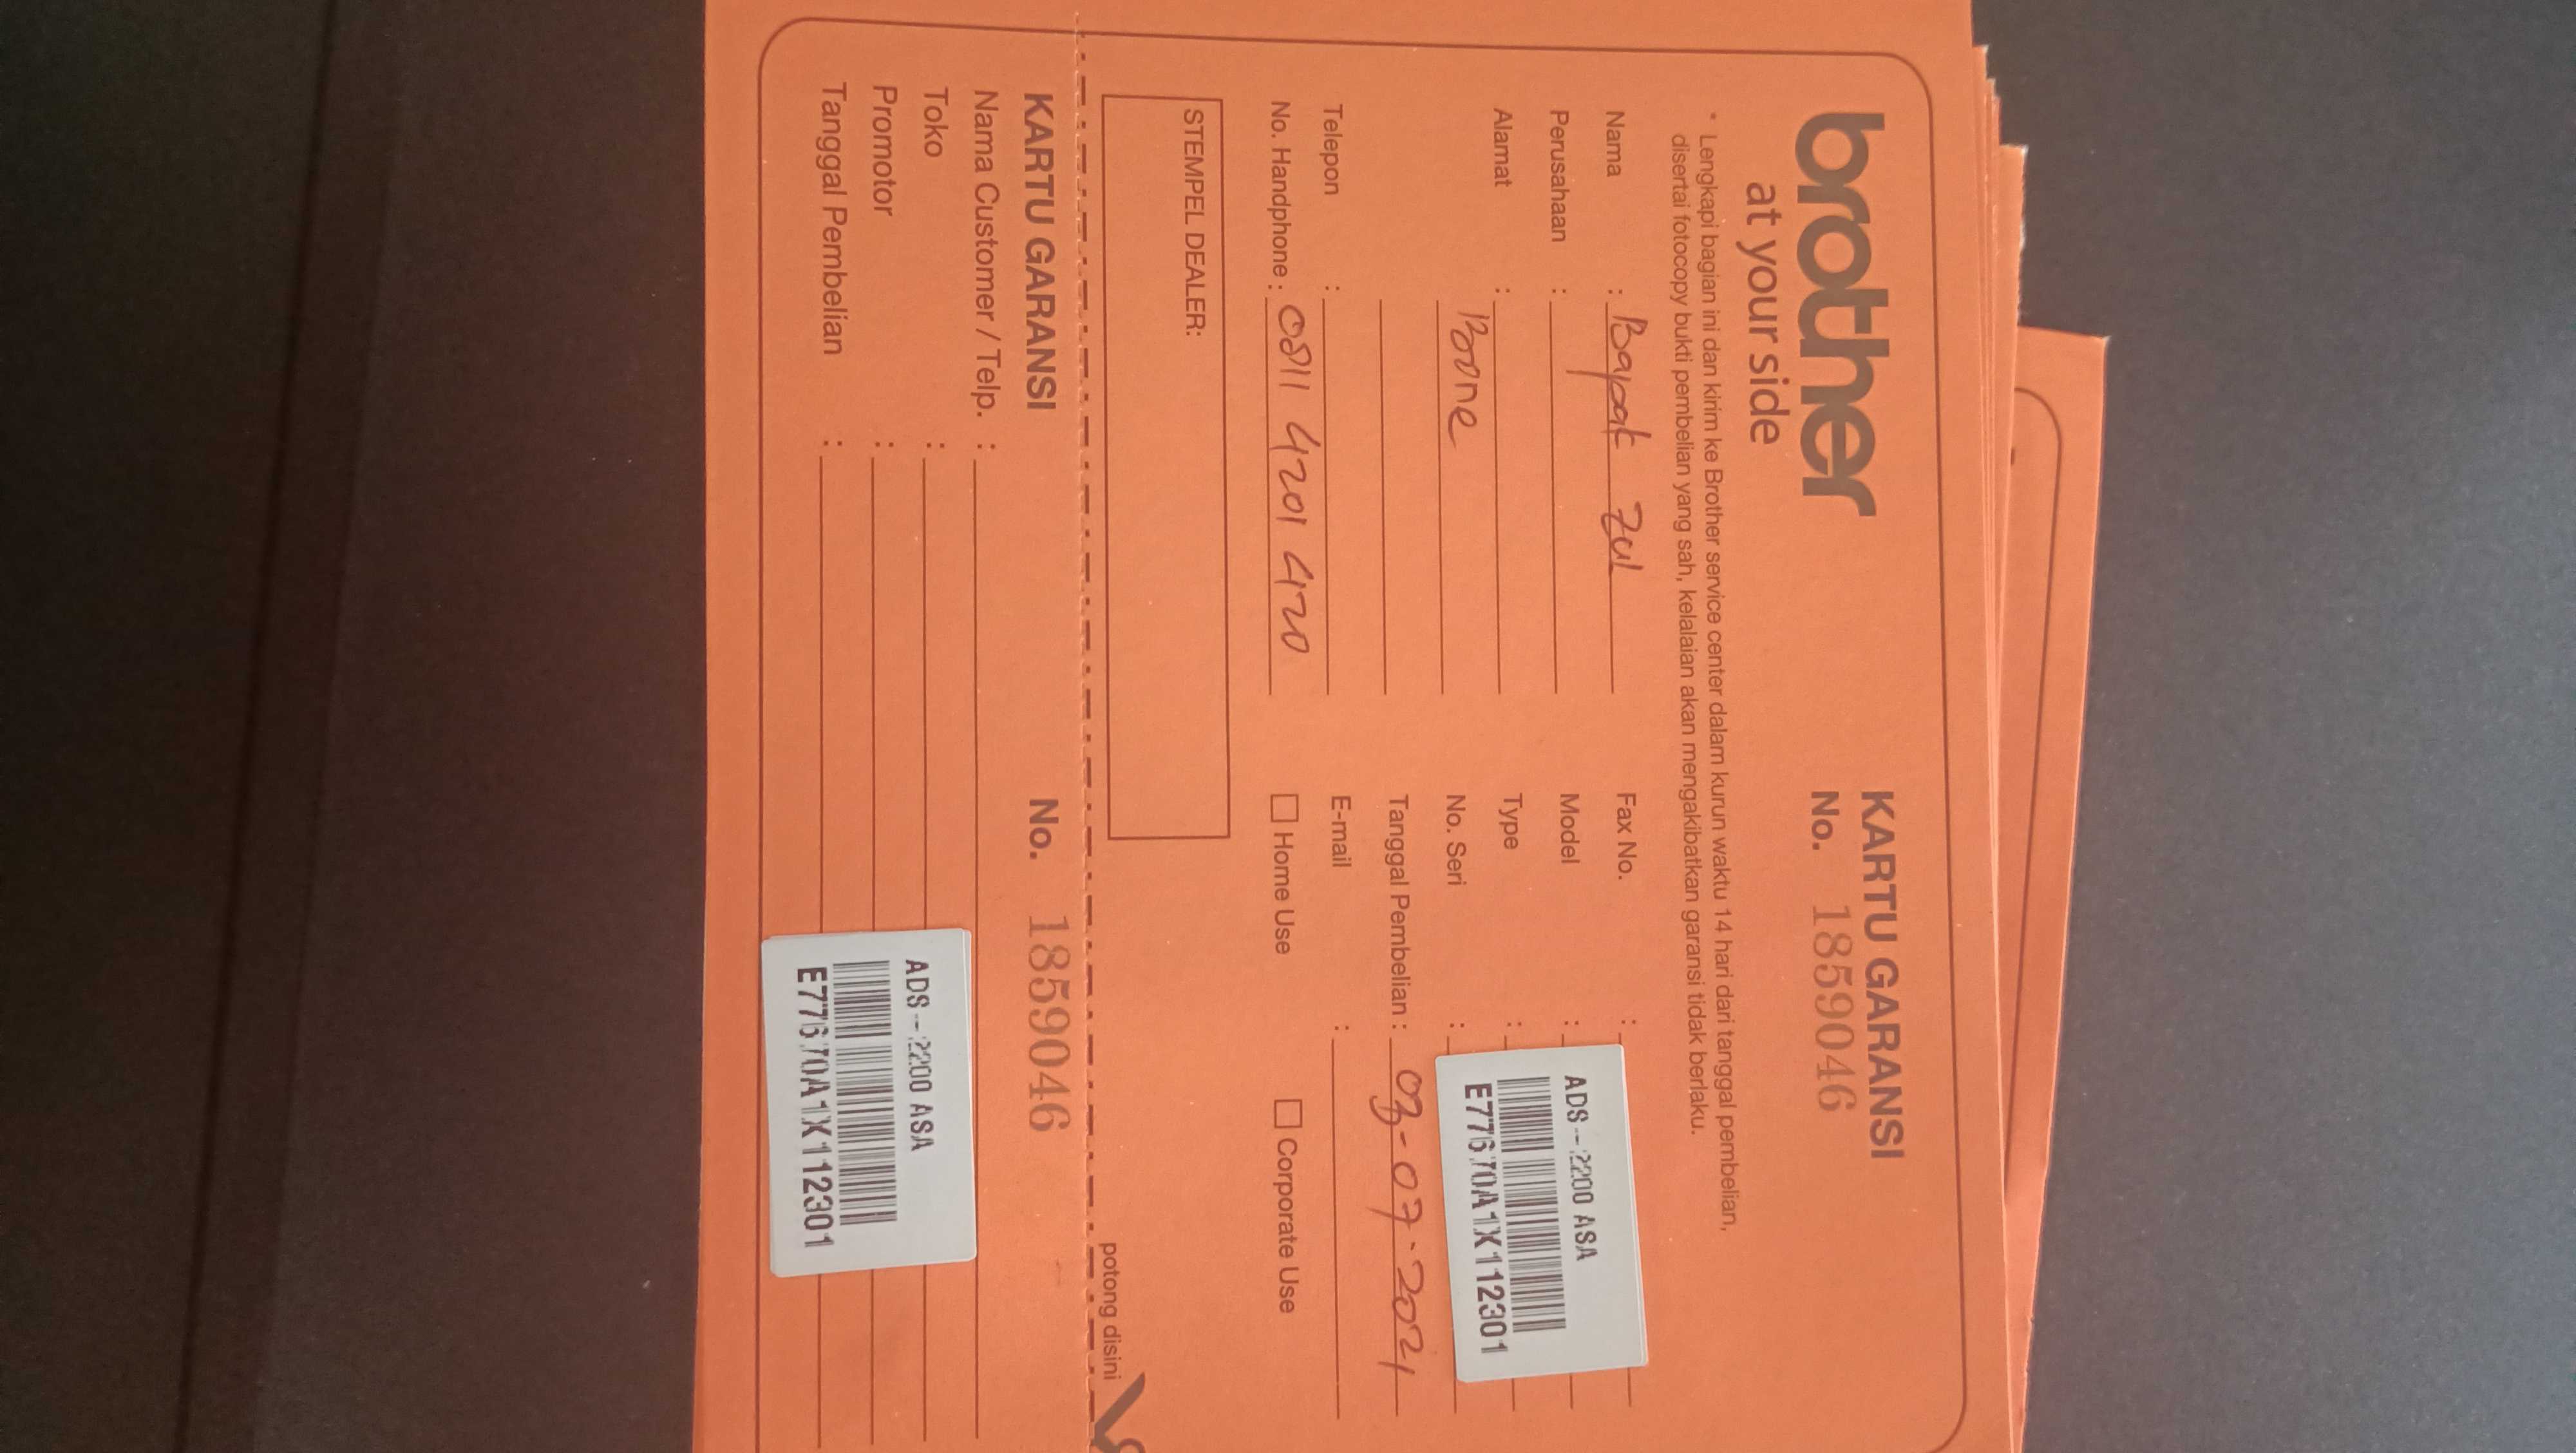 brother
at your side
KARTU GARANSI
No. 1859046
* Lengkapi bagian ini dan kirim ke Brother service center dalam kurun waktu 14 hari dari tanggal pembelian,
disertai fotocopy bukti pembelian yang sah, kelalaian akan mengakibatkan garansi tidak berlaku.
Nama : Bapak Zul
Perusahaan :
Alamat :
Bone
Telepon :
No. Handphone : 0811 4201 420
Fax No. :
Model :
Type :
No. Seri :
ADS-2200 ASA
E77670A1X112301
Tanggal Pembelian : 03-07-2021
E-mail :
Home Use
Corporate Use
STEMPEL DEALER:
potong disini
KARTU GARANSI
No. 1859046
Nama Customer / Telp. :
Toko :
Promotor :
Tanggal Pembelian :
ADS-2200 ASA
E77670A1X112301